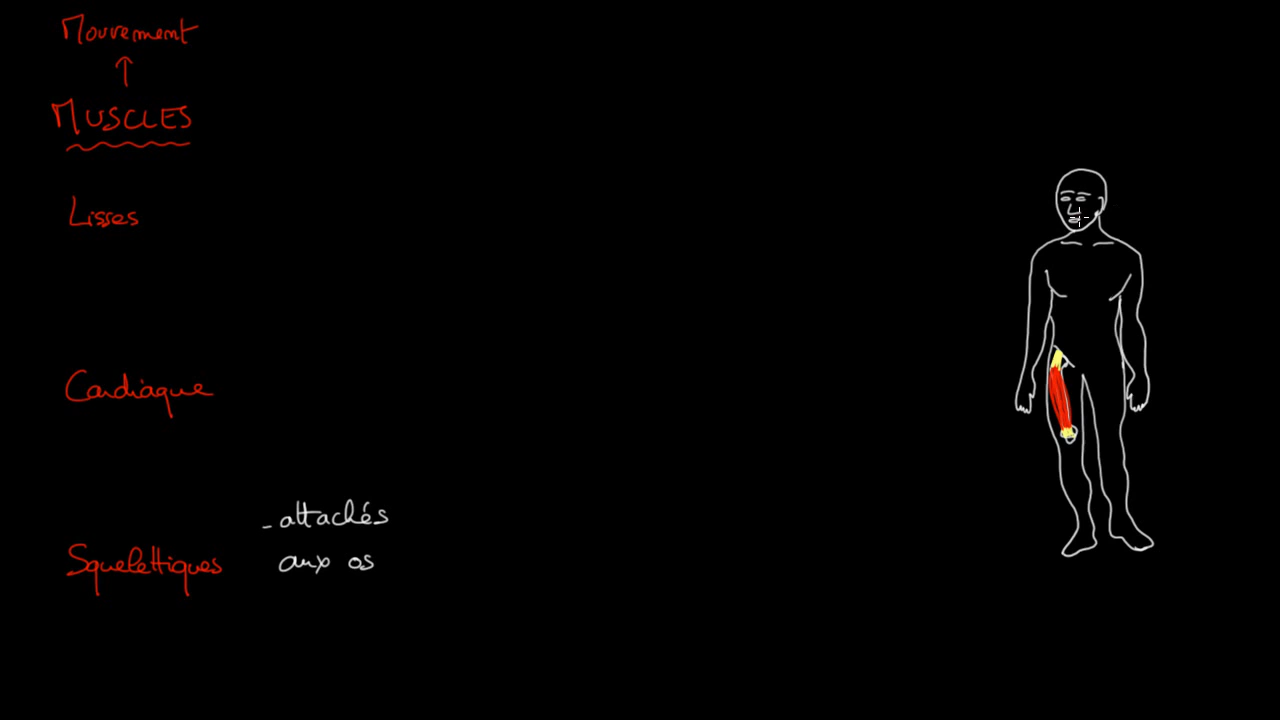 Mouvement
↑
MUSCLES
Lisses
Cardiaque
Squelettiques
- attachés
aux os